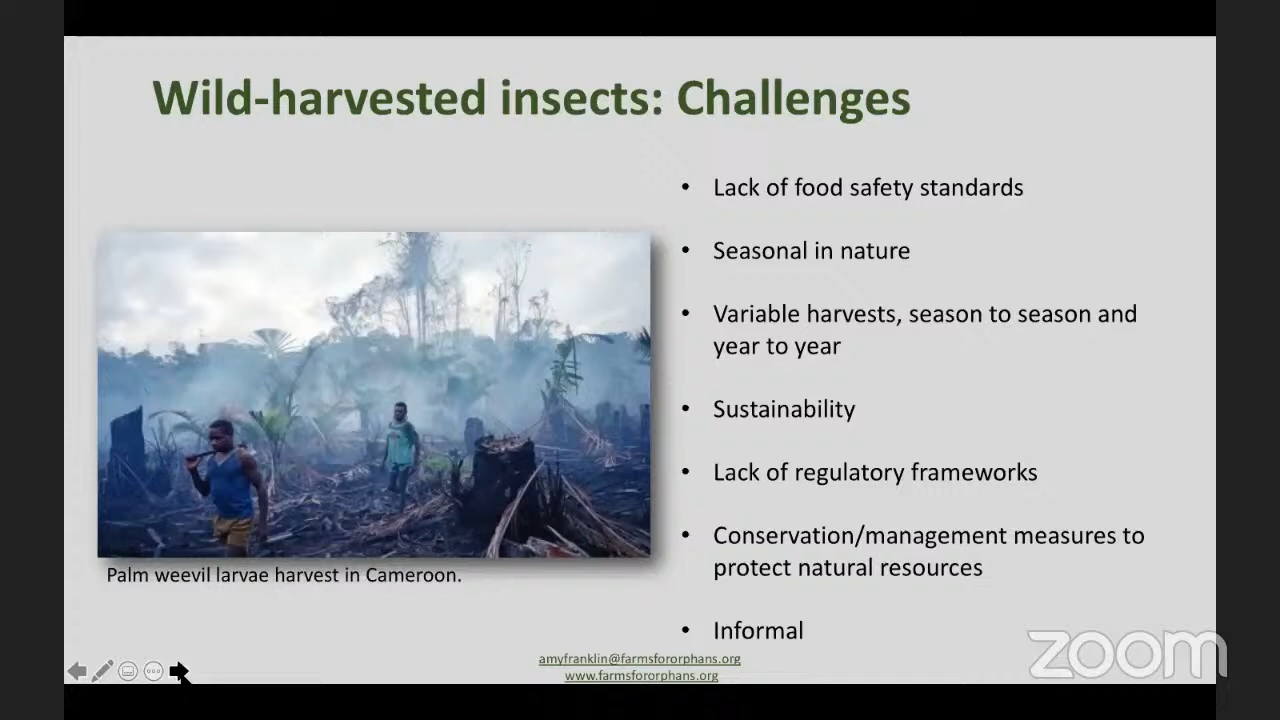 Wild-harvested insects: Challenges
• Lack of food safety standards
• Seasonal in nature
• Variable harvests, season to season and
year to year
• Sustainability
• Lack of regulatory frameworks
• Conservation/management measures to
protect natural resources
• Informal
Palm weevil larvae harvest in Cameroon.
amyfranklin@farmsfororphans.org
www.farmsfororphans.org
zoom